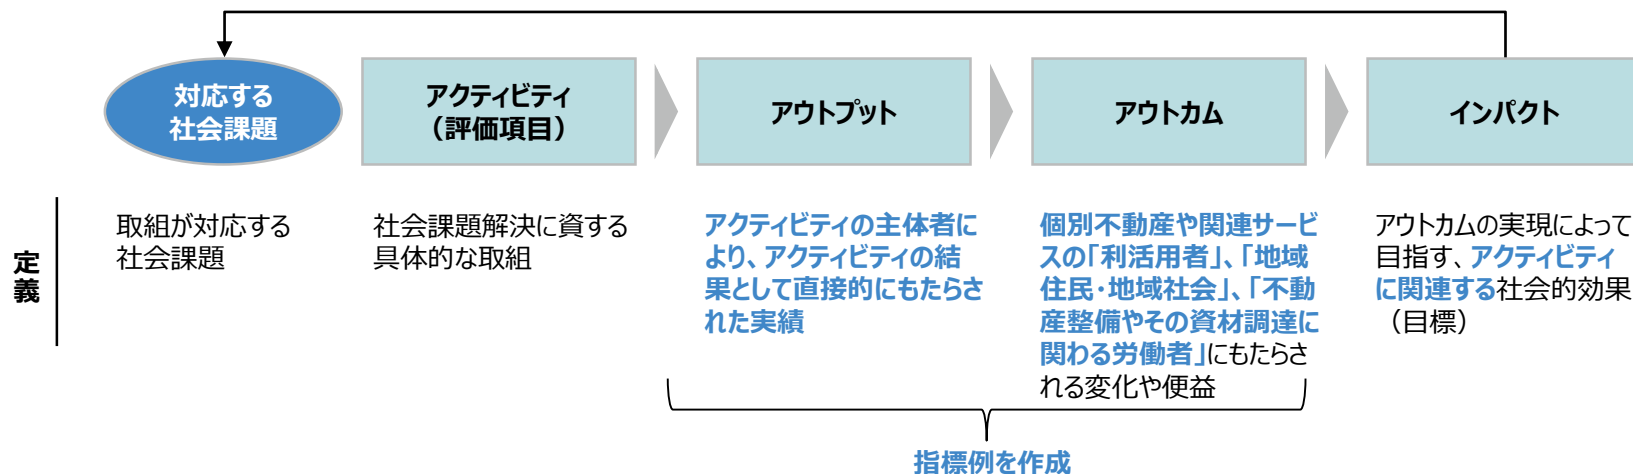 対応する
社会課題
アクティビティ
（評価項目）
アウトプット
アウトカム
インパクト
定義
取組が対応する
社会課題
社会課題解決に資する
具体的な取組
アクティビティの主体者に
より、アクティビティの結
果として直接的にもたらさ
れた実績
個別不動産や関連サービ
スの「利活用者」、「地域
住民・地域社会」、「不動
産整備やその資材調達に
関わる労働者」にもたらさ
れる変化や便益
アウトカムの実現によって
目指す、アクティビティ
に関連する社会的効果
（目標）
指標例を作成